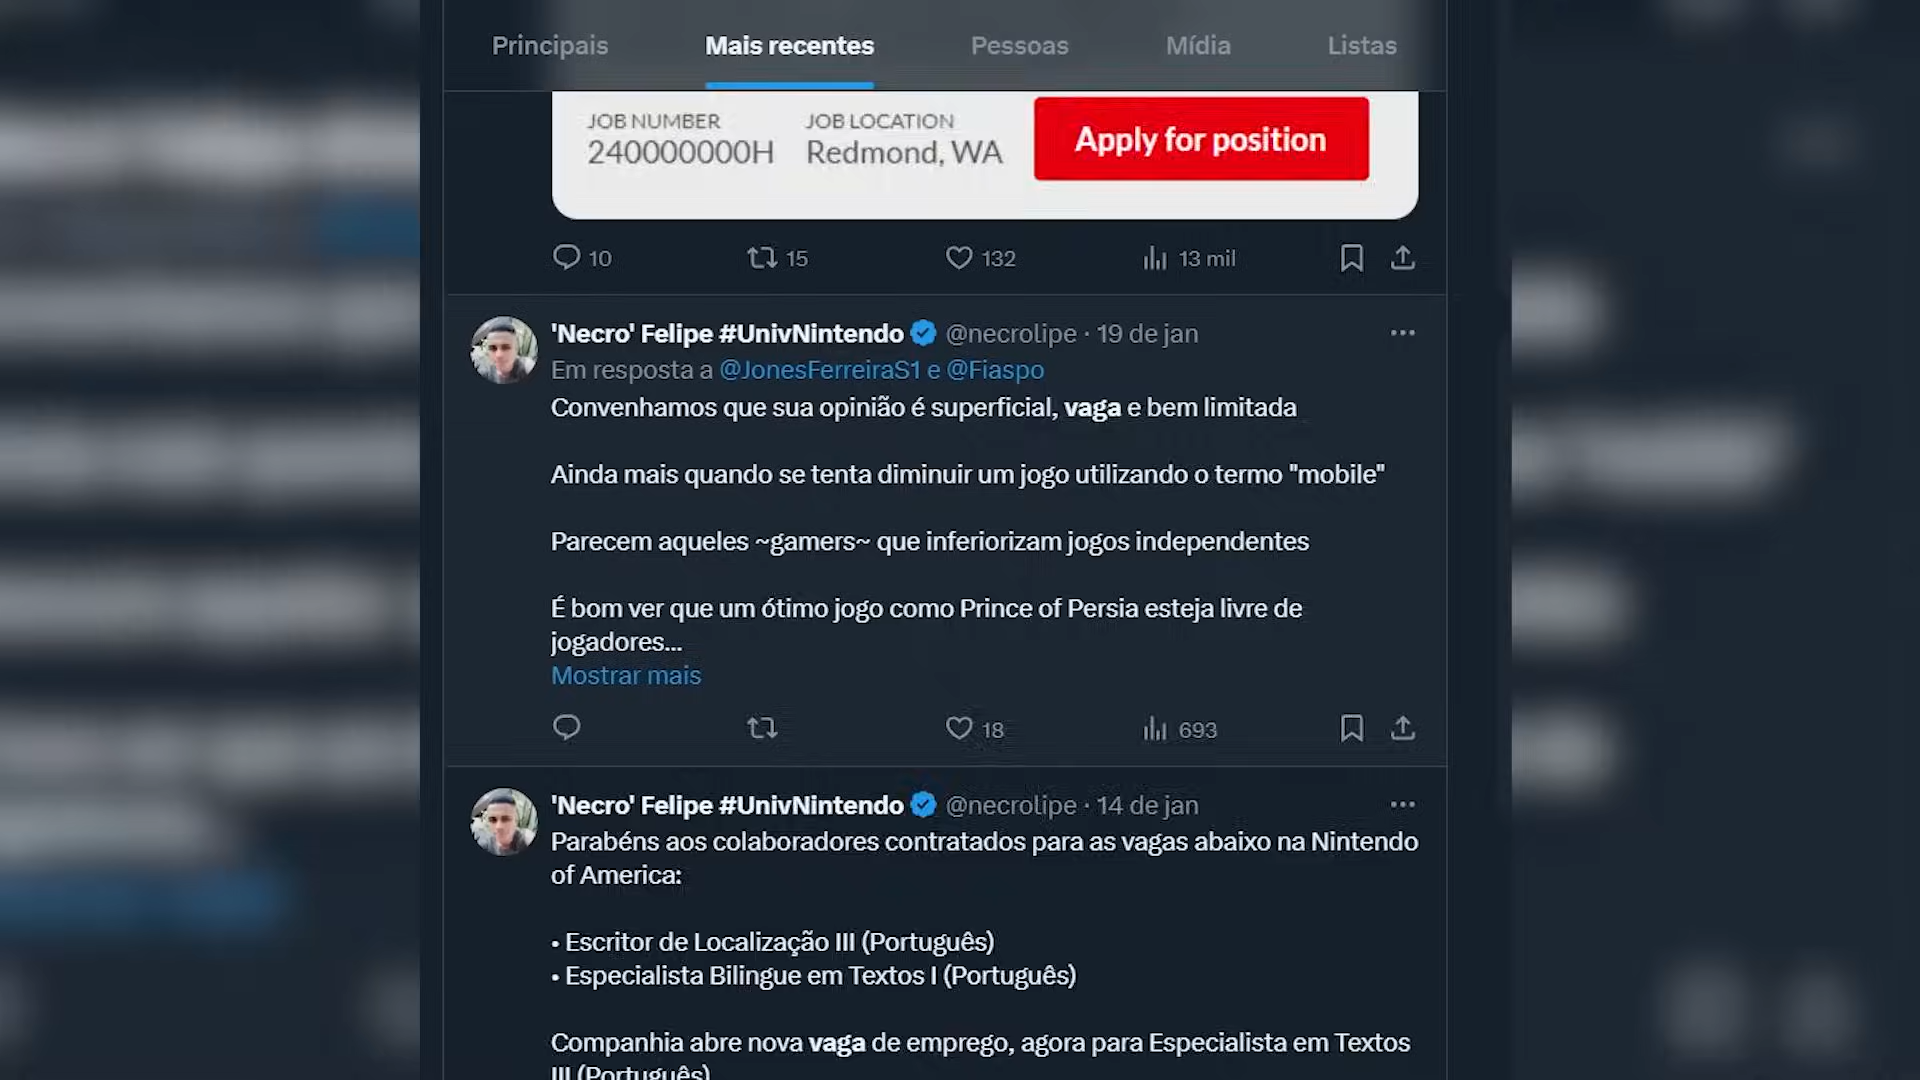 Principais Mais recentes Pessoas Mídia Listas
JOB NUMBER JOB LOCATION
240000000H Redmond, WA Apply for position
10 15 132 13 mil
'Necro' Felipe #UnivNintendo @necrolipe · 19 de jan
Em resposta a @JonesFerreiraS1 e @Fiaspo
Convenhamos que sua opinião é superficial, vaga e bem limitada
Ainda mais quando se tenta diminuir um jogo utilizando o termo "mobile"
Parecem aqueles ~gamers~ que inferiorizam jogos independentes
É bom ver que um ótimo jogo como Prince of Persia esteja livre de
jogadores...
Mostrar mais
18 693
'Necro' Felipe #UnivNintendo @necrolipe · 14 de jan
Parabéns aos colaboradores contratados para as vagas abaixo na Nintendo
of America:
• Escritor de Localização III (Português)
• Especialista Bilingue em Textos I (Português)
Companhia abre nova vaga de emprego, agora para Especialista em Textos
III (Português)